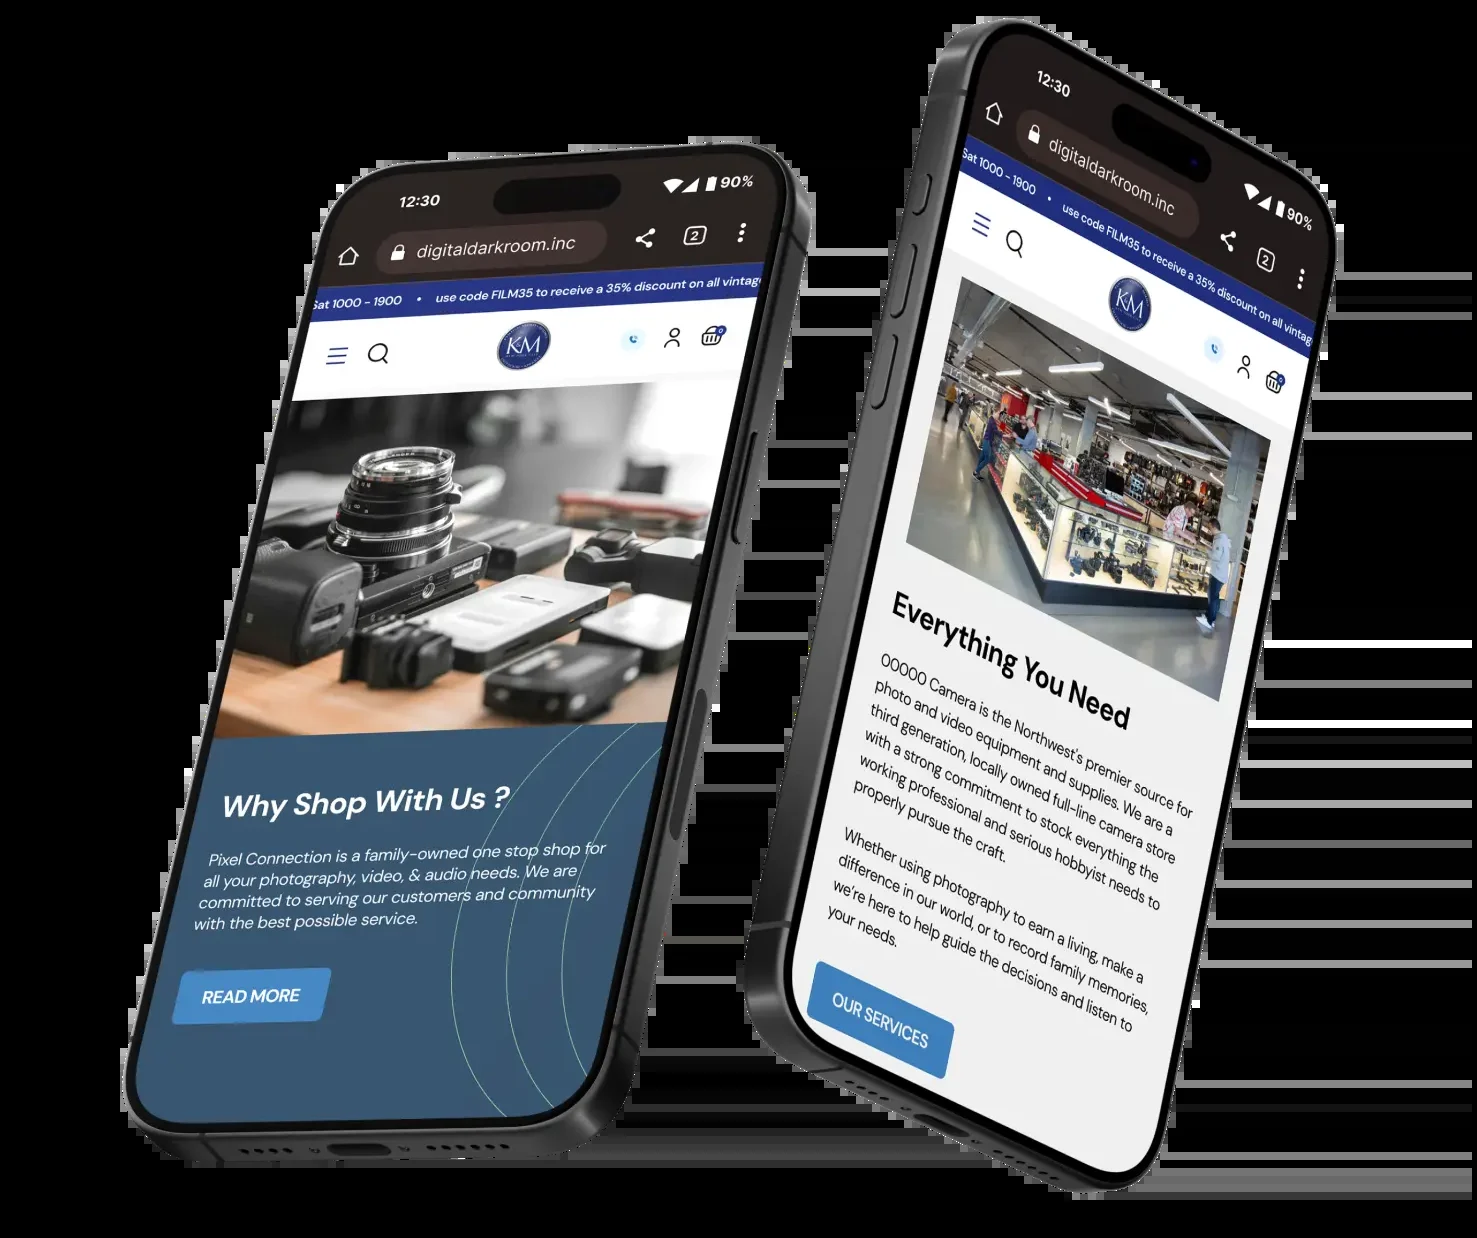 12:30
90%
digitaldarkroom.inc
2
Sat 1000 - 1900 • use code FILM35 to receive a 35% discount on all vintag
KM
0
Why Shop With Us ?
Pixel Connection is a family-owned one stop shop for
all your photography, video, & audio needs. We are
committed to serving our customers and community
with the best possible service.
READ MORE
12:30
90%
digitaldarkroom.inc
2
Sat 1000 - 1900 • use code FILM35 to receive a 35% discount on all vintag
KM
0
Everything You Need
00000 Camera is the Northwest's premier source for
photo and video equipment and supplies. We are a
third generation, locally owned full-line camera store
with a strong commitment to stock everything the
working professional and serious hobbyist needs to
properly pursue the craft.
Whether using photography to earn a living, make a
difference in our world, or to record family memories,
we're here to help guide the decisions and listen to
your needs.
OUR SERVICES